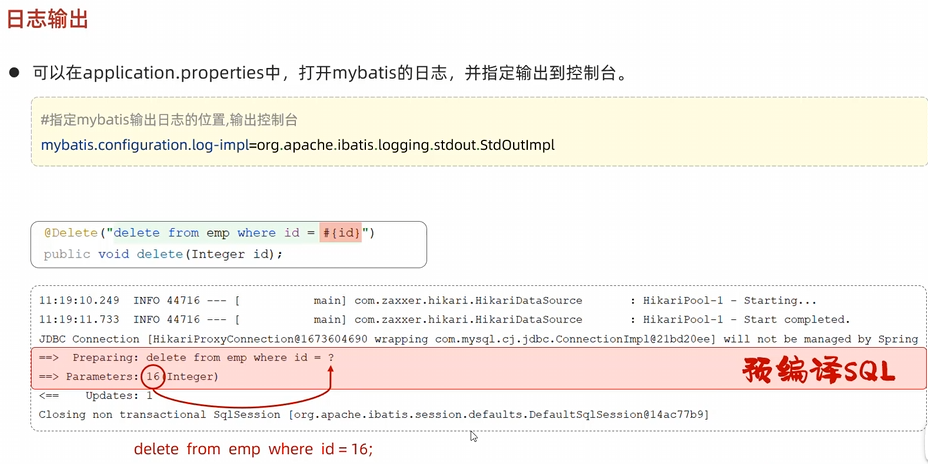 日志输出
● 可以在application.properties中，打开mybatis的日志，并指定输出到控制台。
#指定mybatis输出日志的位置,输出控制台
mybatis.configuration.log-impl=org.apache.ibatis.logging.stdout.StdOutImpl
@Delete("delete from emp where id = #{id}")
public void delete(Integer id);
11:19:10.249 INFO 44716 --- [ main] com.zaxxer.hikari.HikariDataSource : HikariPool-1 - Starting...
11:19:11.733 INFO 44716 --- [ main] com.zaxxer.hikari.HikariDataSource : HikariPool-1 - Start completed.
JDBC Connection [HikariProxyConnection@1673604690 wrapping com.mysql.cj.jdbc.ConnectionImpl@21bd20ee] will not be managed by Spring
==> Preparing: delete from emp where id = ?
==> Parameters: 16(Integer)
预编译SQL
<== Updates: 1
Closing non transactional SqlSession [org.apache.ibatis.session.defaults.DefaultSqlSession@14ac77b9]
delete from emp where id = 16;